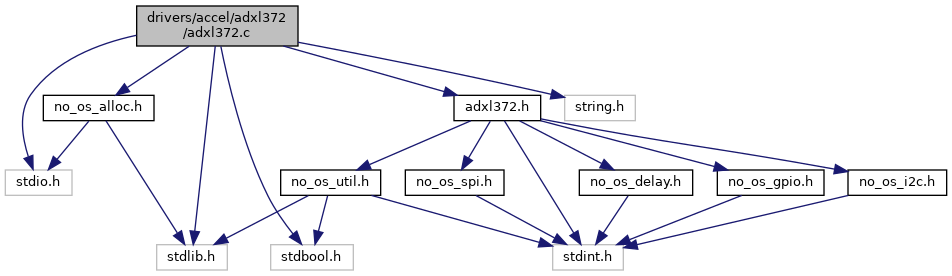 drivers/accel/adxl372
/adxl372.c
no_os_alloc.h
adxl372.h
string.h
stdio.h
no_os_util.h
no_os_spi.h
no_os_delay.h
no_os_gpio.h
no_os_i2c.h
stdlib.h
stdbool.h
stdint.h